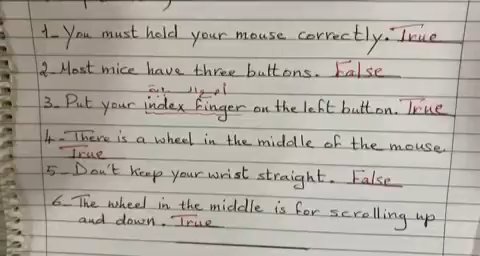 1- You must hold your mouse correctly. True
2- Most mice have three buttons. False
3- Put your index finger on the left button. True
4- There is a wheel in the middle of the mouse.
True
5- Don't keep your wrist straight. False
6- The wheel in the middle is for scrolling up
and down. True